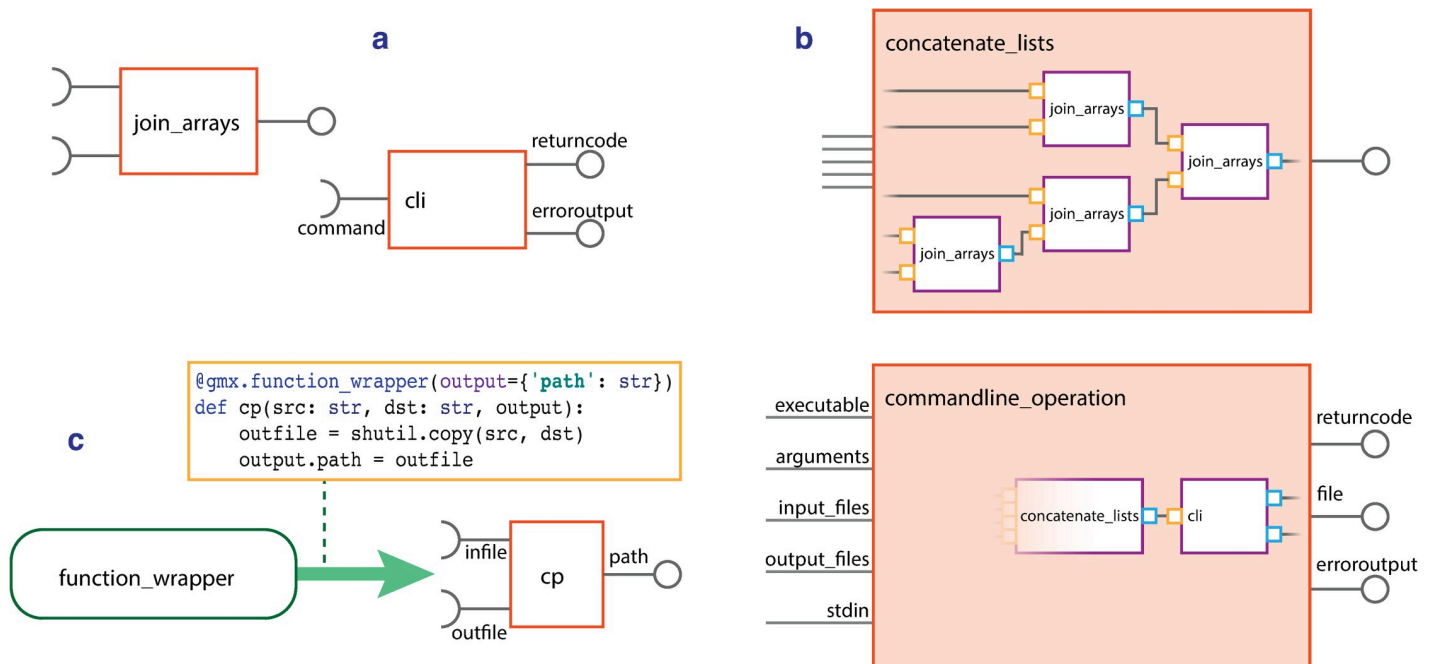 a
join_arrays
returncode
cli
command
erroroutput
b
concatenate_lists
join_arrays
join_arrays
join_arrays
join_arrays
c
@gmx.function_wrapper(output={'path': str})
def cp(src: str, dst: str, output):
    outfile = shutil.copy(src, dst)
    output.path = outfile
function_wrapper
infile
outfile
cp
path
commandline_operation
executable
arguments
input_files
output_files
stdin
concatenate_lists
cli
returncode
file
erroroutput